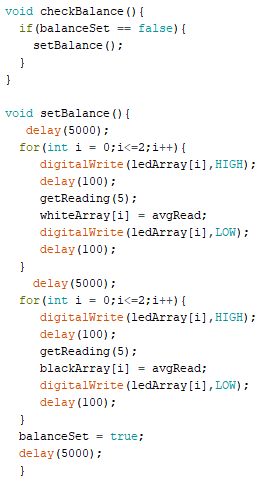 void checkBalance(){
  if(balanceSet == false){
    setBalance();
  }
}

void setBalance(){
   delay(5000);
  for(int i = 0;i<=2;i++){
     digitalWrite(ledArray[i],HIGH);
     delay(100);
     getReading(5);
     whiteArray[i] = avgRead;
     digitalWrite(ledArray[i],LOW);
     delay(100);
  }
    delay(5000);
  for(int i = 0;i<=2;i++){
     digitalWrite(ledArray[i],HIGH);
     delay(100);
     getReading(5);
     blackArray[i] = avgRead;
     digitalWrite(ledArray[i],LOW);
     delay(100);
  }
  balanceSet = true;
  delay(5000);
  }